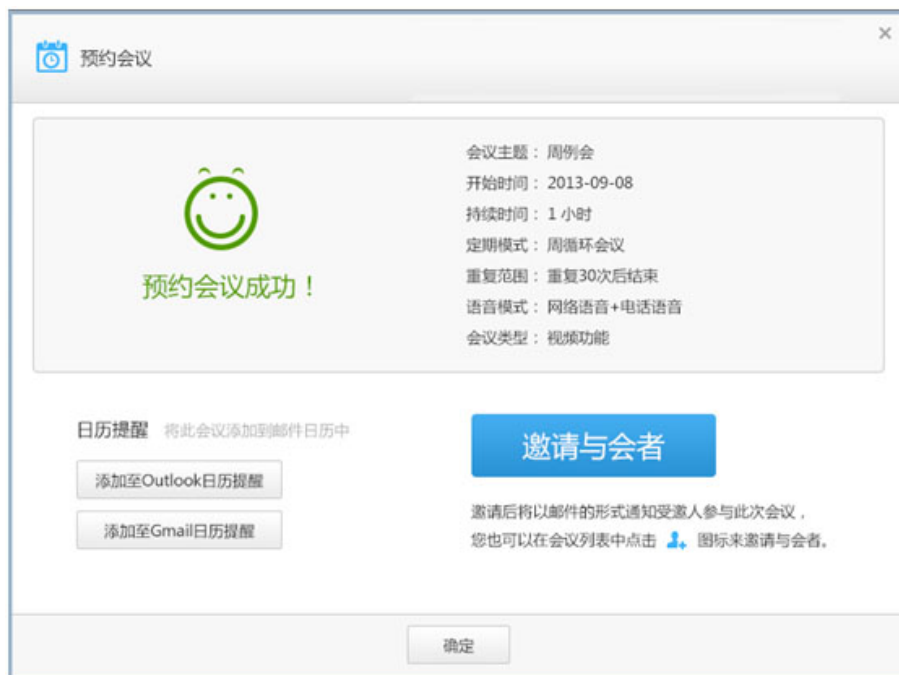 预约会议
预约会议成功！
会议主题： 周例会
开始时间： 2013-09-08
持续时间： 1 小时
定期模式： 周循环会议
重复范围： 重复30次后结束
语音模式： 网络语音+电话语音
会议类型： 视频功能
日历提醒 将此会议添加到邮件日历中
添加至Outlook日历提醒
添加至Gmail日历提醒
邀请与会者
邀请后将以邮件的形式通知受邀人参与此次会议，
您也可以在会议列表中点击 图标来邀请与会者。
确定